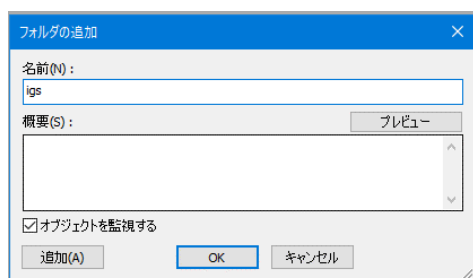 フォルダの追加
名前(N)：
igs
概要(S)： プレビュー
オブジェクトを監視する
追加(A) OK キャンセル